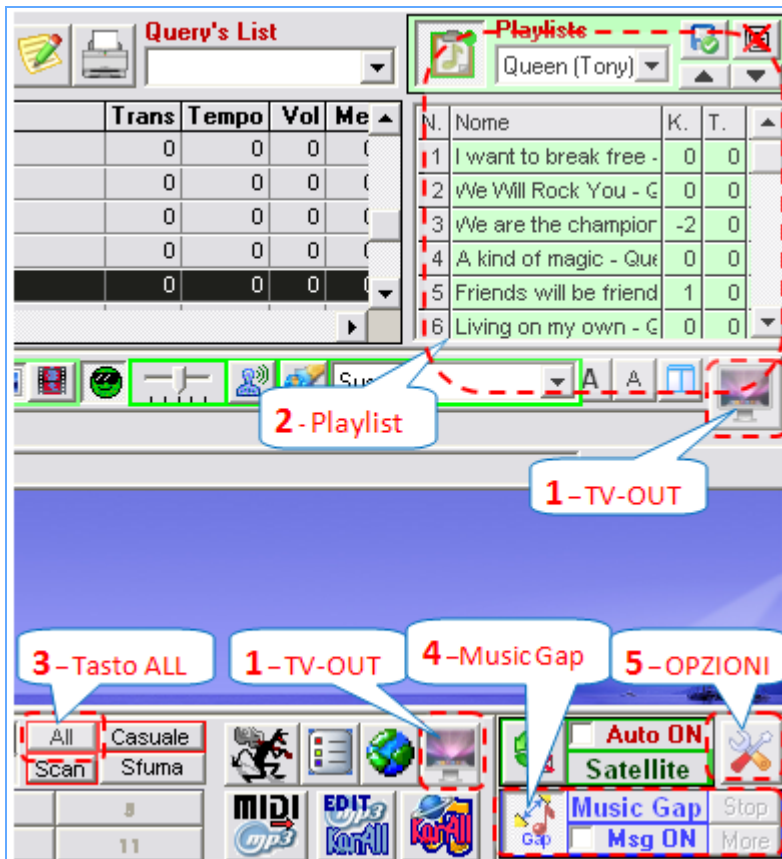 Query's List
Playlists
Queen (Tony)
Trans Tempo Vol Me
N. Nome K. T.
0 0 0
1 I want to break free - 0 0
0 0 0
2 We Will Rock You - 0 0
0 0 0
3 We are the champion -2 0
0 0 0
4 A kind of magic - Que 0 0
0 0 0
5 Friends will be friend 1 0
6 Living on my own - 0 0
A A
2 - Playlist
1 – TV-OUT
3 – Tasto ALL
1 – TV-OUT
4 –Music Gap
5 – OPZIONI
All Casuale
Scan Sfuma
Auto ON
Satellite
MIDI mp3
EDIT mp3 KanAll
KanAll
Gap
Music Gap Stop
Msg ON More
11